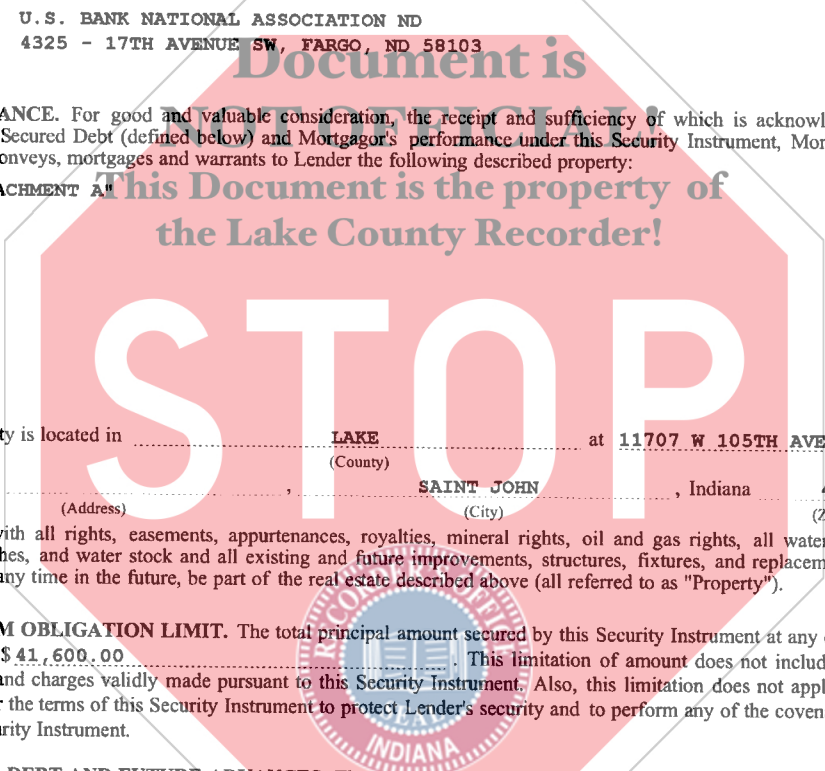 U.S. BANK NATIONAL ASSOCIATION ND
4325 - 17TH AVENUE SW, FARGO, ND 58103
Document is
NOT OFFICIAL!
ANCE. For good and valuable consideration, the receipt and sufficiency of which is acknowl
Secured Debt (defined below) and Mortgagor's performance under this Security Instrument, Mor
onveys, mortgages and warrants to Lender the following described property:
ACHMENT A"
This Document is the property of
the Lake County Recorder!
STOP
ty is located in LAKE at 11707 W 105TH AVE
(County)
, SAINT JOHN , Indiana
(Address) (City) (Z
with all rights, easements, appurtenances, royalties, mineral rights, oil and gas rights, all water
hes, and water stock and all existing and future improvements, structures, fixtures, and replacem
any time in the future, be part of the real estate described above (all referred to as "Property").
M OBLIGATION LIMIT. The total principal amount secured by this Security Instrument at any
$ 41,600.00 . This limitation of amount does not includ
and charges validly made pursuant to this Security Instrument. Also, this limitation does not appl
r the terms of this Security Instrument to protect Lender's security and to perform any of the coven
rity Instrument.
RECORDER'S OFFICE
SEAL
INDIANA
DEBT AND FUTURE ADVANCES